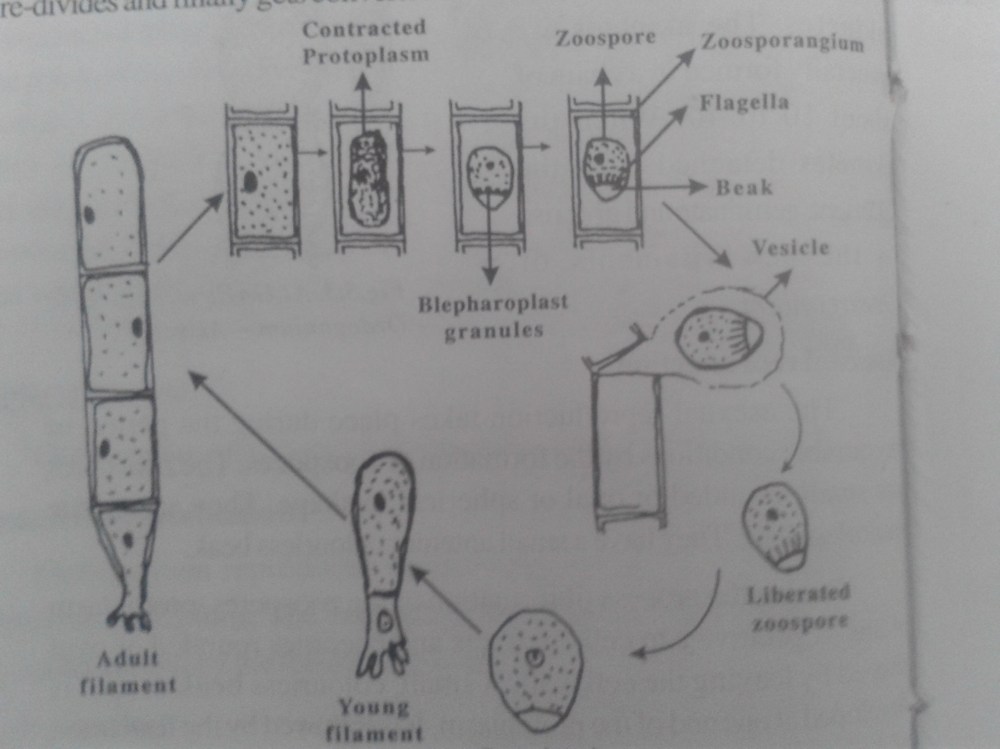 re-divides and finally gets
Contracted
Protoplasm
Zoospore
Zoosporangium
Flagella
Beak
Vesicle
Blepharoplast
granules
Liberated
zoospore
Adult
filament
Young
filament